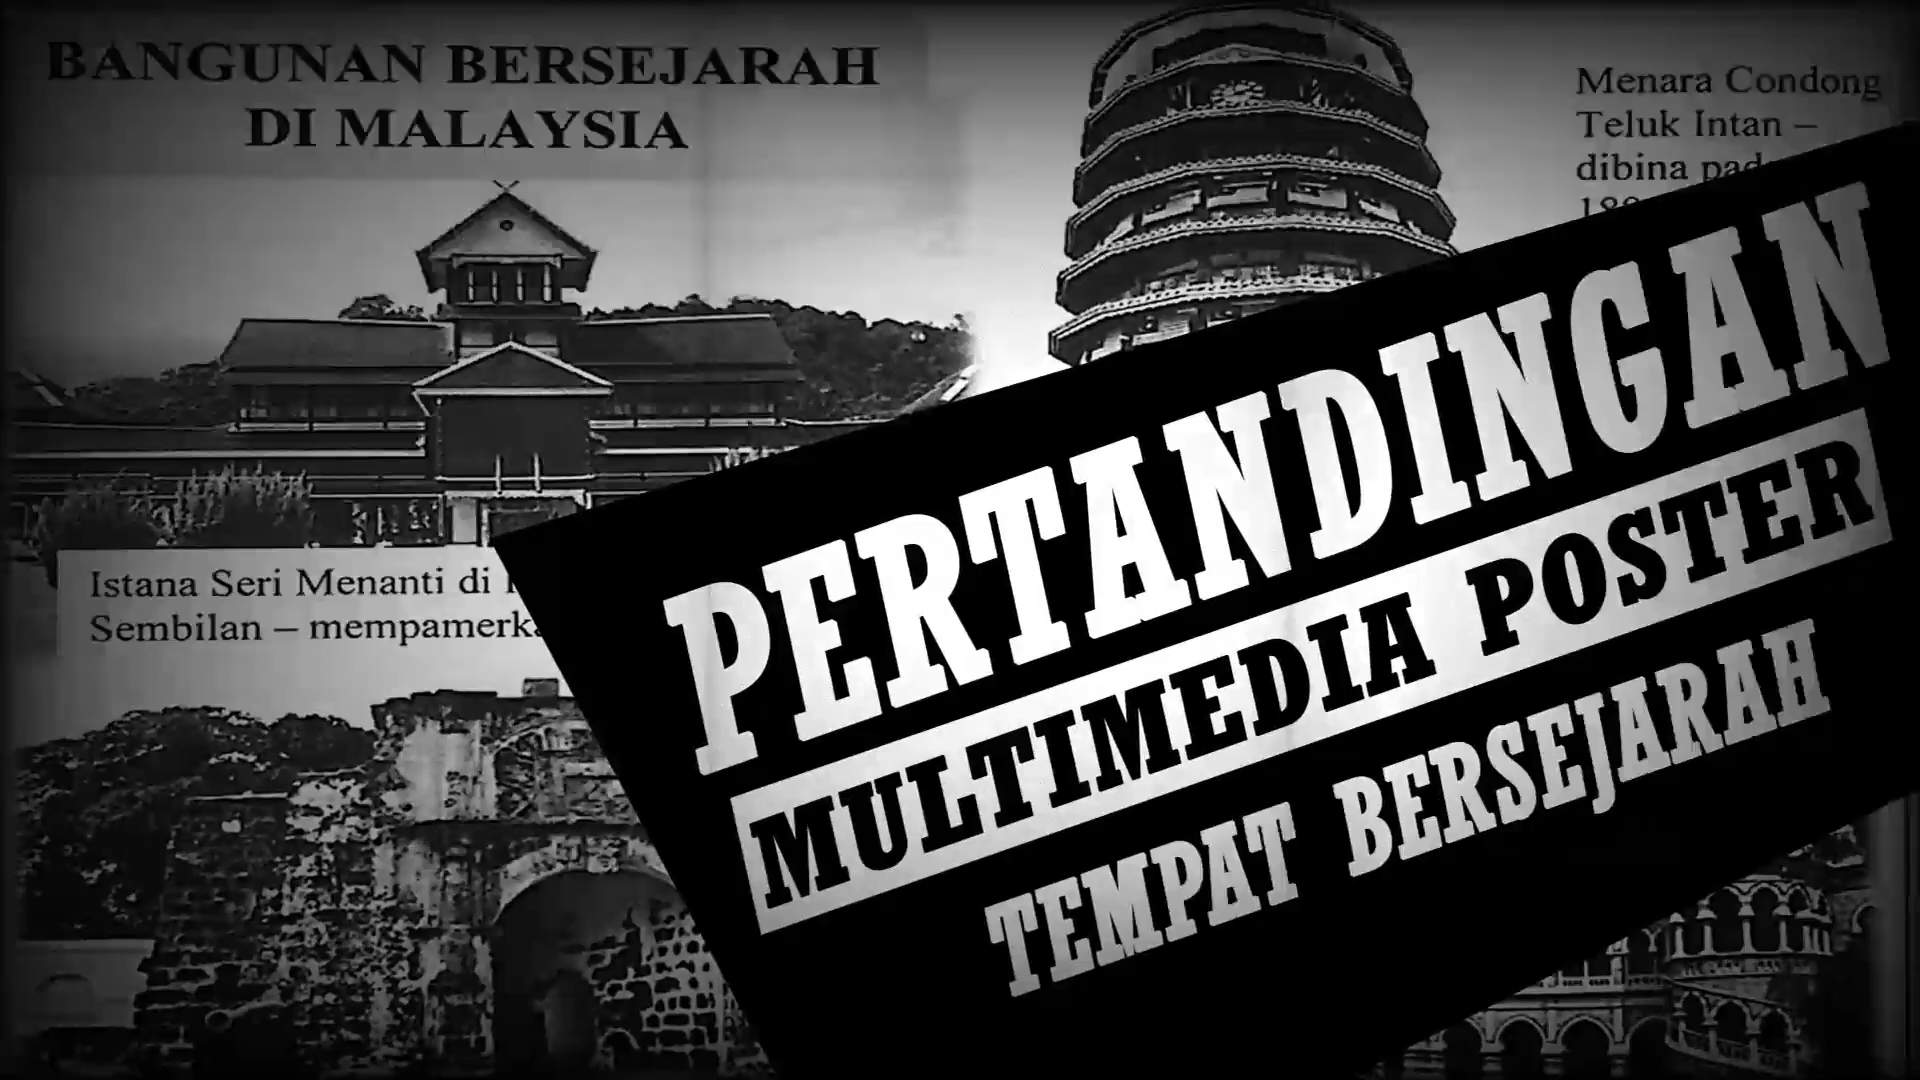 BANGUNAN BERSEJARAH
DI MALAYSIA
Menara Condong
Teluk Intan –
dibina
Istana Seri Menanti di
Sembilan –
PERTANDINGAN
MULTIMEDIA POSTER
TEMPAT BERSEJARAH